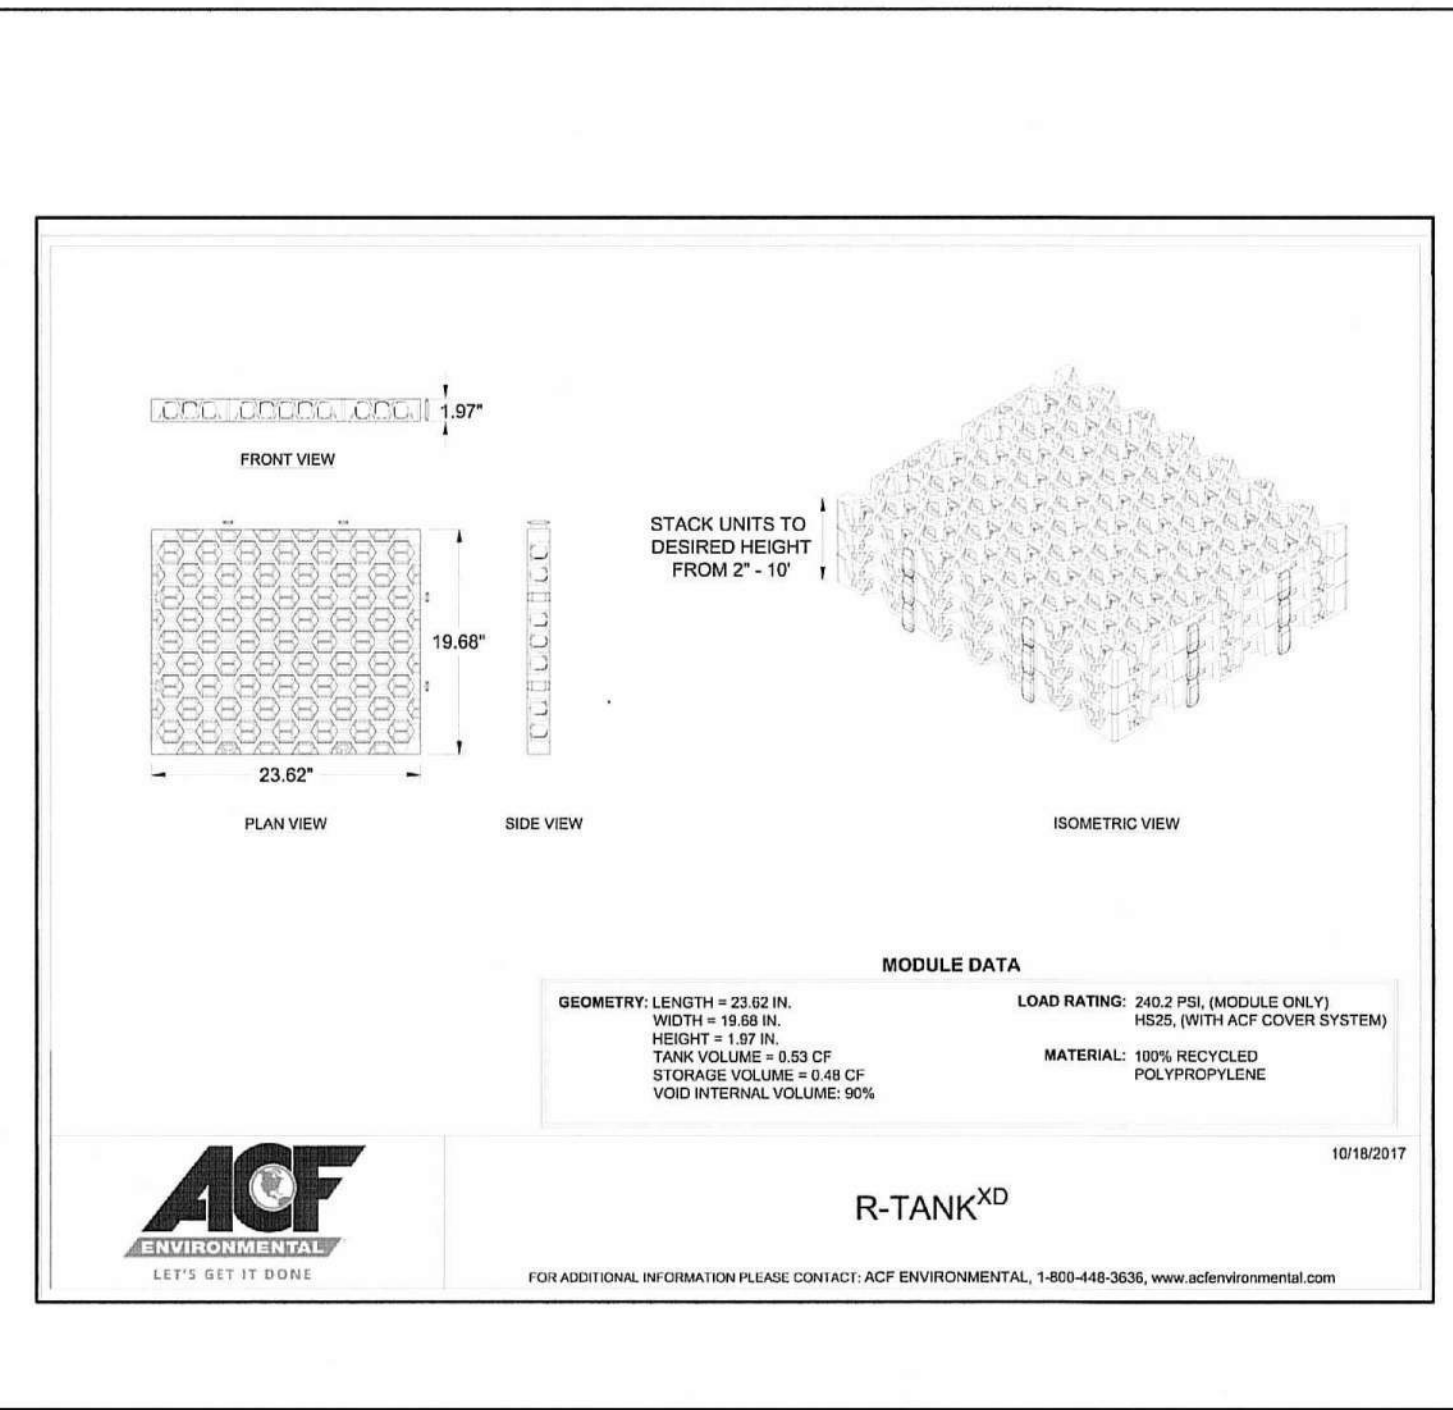 1.97"
FRONT VIEW
STACK UNITS TO
DESIRED HEIGHT
FROM 2" - 10'
19.68"
23.62"
PLAN VIEW
SIDE VIEW
ISOMETRIC VIEW
MODULE DATA
GEOMETRY: LENGTH = 23.62 IN.
WIDTH = 19.68 IN.
HEIGHT = 1.97 IN.
TANK VOLUME = 0.53 CF
STORAGE VOLUME = 0.48 CF
VOID INTERNAL VOLUME: 90%
LOAD RATING: 240.2 PSI, (MODULE ONLY)
HS25, (WITH ACF COVER SYSTEM)
MATERIAL: 100% RECYCLED
POLYPROPYLENE
10/18/2017
ACF
ENVIRONMENTAL
LET'S GET IT DONE
R-TANK^XD
FOR ADDITIONAL INFORMATION PLEASE CONTACT: ACF ENVIRONMENTAL, 1-800-448-3636, www.acfenvironmental.com